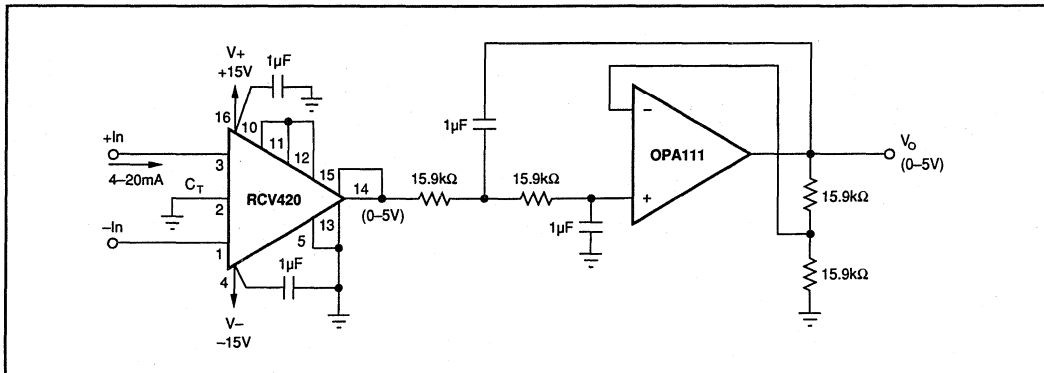 V+
+15V
1µF
16
10
11
12
+In
3
4–20mA
15
14
RCV420
(0–5V)
C_T
2
13
5
–In
1
4
1µF
V–
–15V
15.9kΩ
1µF
15.9kΩ
1µF
–
OPA111
+
V_O
(0–5V)
15.9kΩ
15.9kΩ